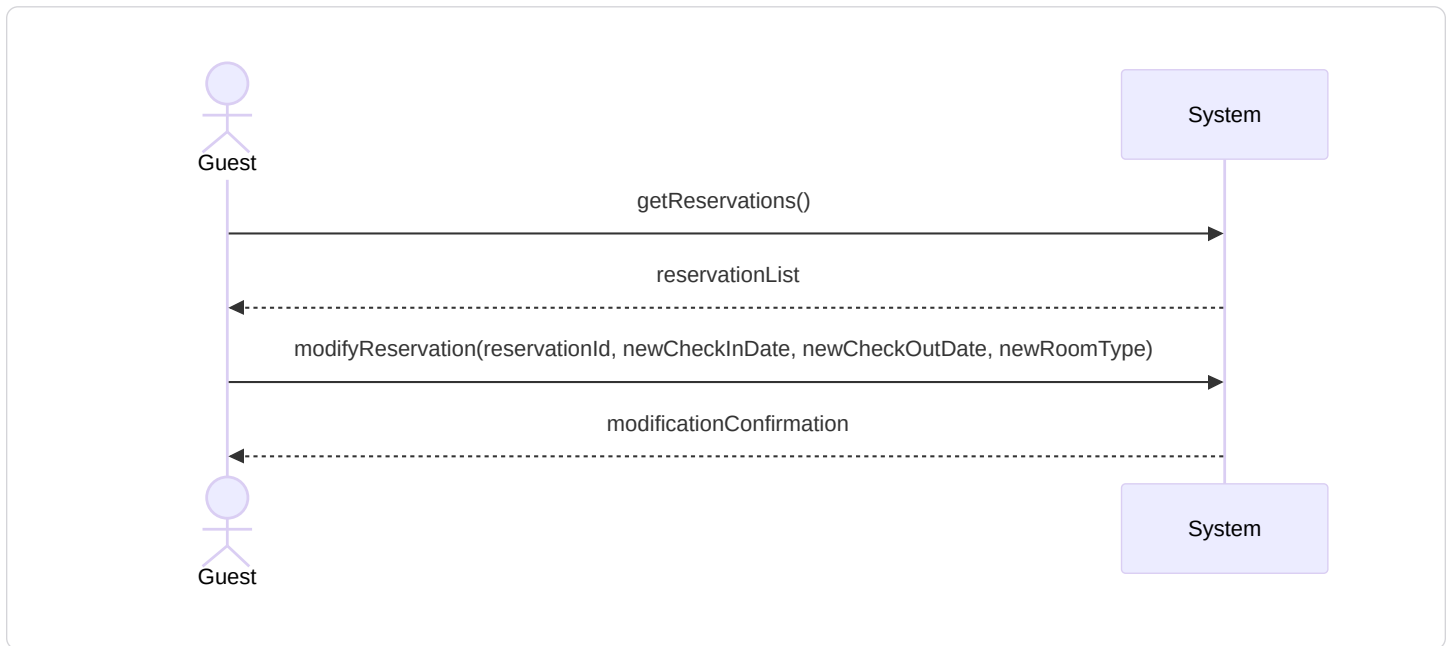 System
Guest
getReservations()
reservationList
modifyReservation(reservationId, newCheckInDate, newCheckOutDate, newRoomType)
modificationConfirmation
System
Guest